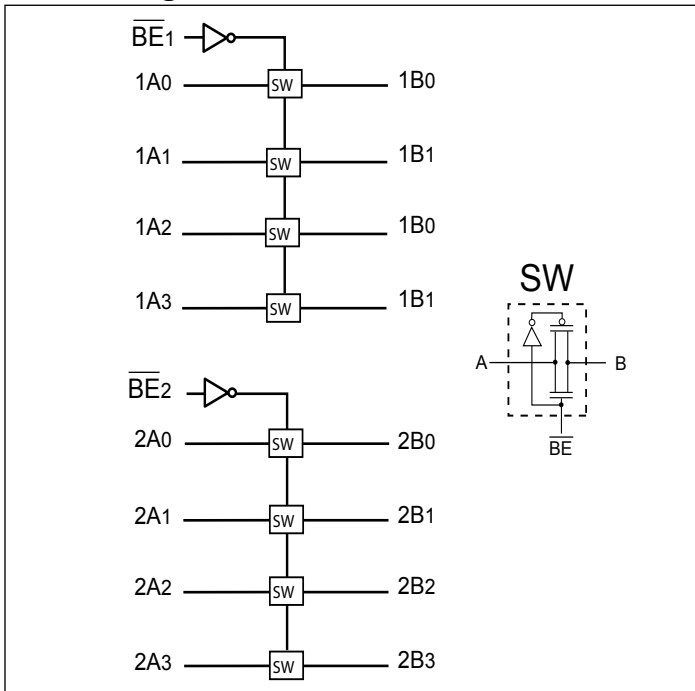 BE1
1A0 SW 1B0
1A1 SW 1B1
1A2 SW 1B0
1A3 SW 1B1
BE2
2A0 SW 2B0
2A1 SW 2B1
2A2 SW 2B2
2A3 SW 2B3
SW
A B
BE